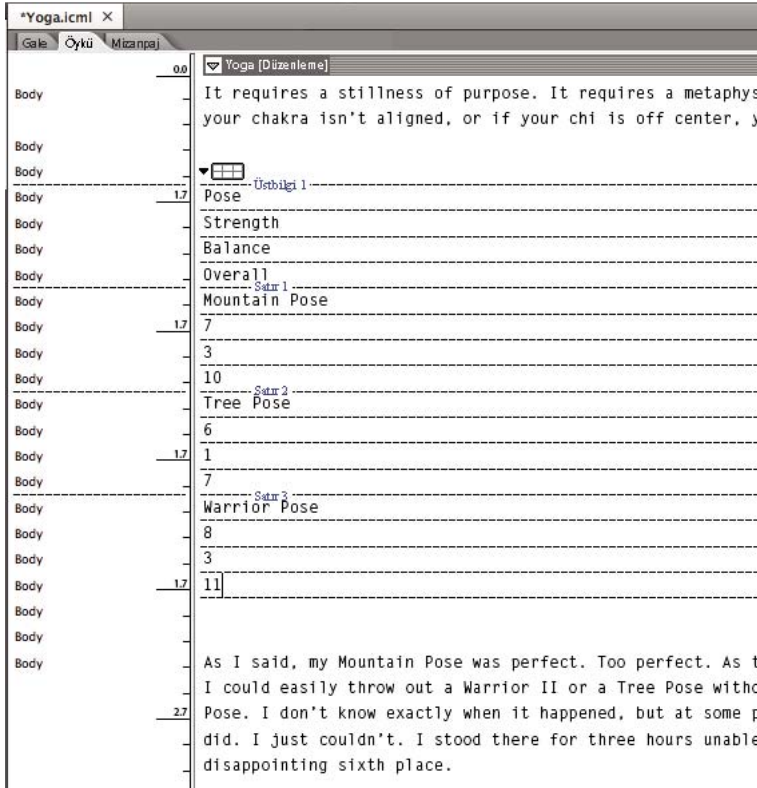 *Yoga.icml ×
Gale Öykü Mizanpaj
0.0 Yoga [Düzenleme]
Body It requires a stillness of purpose. It requires a
your chakra isn't aligned, or if your chi is off center,
Body
Body
Üstbilgi 1
Body 1.7 Pose
Body Strength
Body Balance
Body Overall
Satır 1
Body Mountain Pose
Body 1.7 7
Body 3
Body 10
Satır 2
Body Tree Pose
Body 6
Body 1.7 1
Body 7
Satır 3
Body Warrior Pose
Body 8
Body 3
Body 1.7 11
Body
Body
Body As I said, my Mountain Pose was perfect. Too perfect. As
I could easily throw out a Warrior II or a Tree Pose
2.7 Pose. I don't know exactly when it happened, but at some
did. I just couldn't. I stood there for three hours unable
disappointing sixth place.